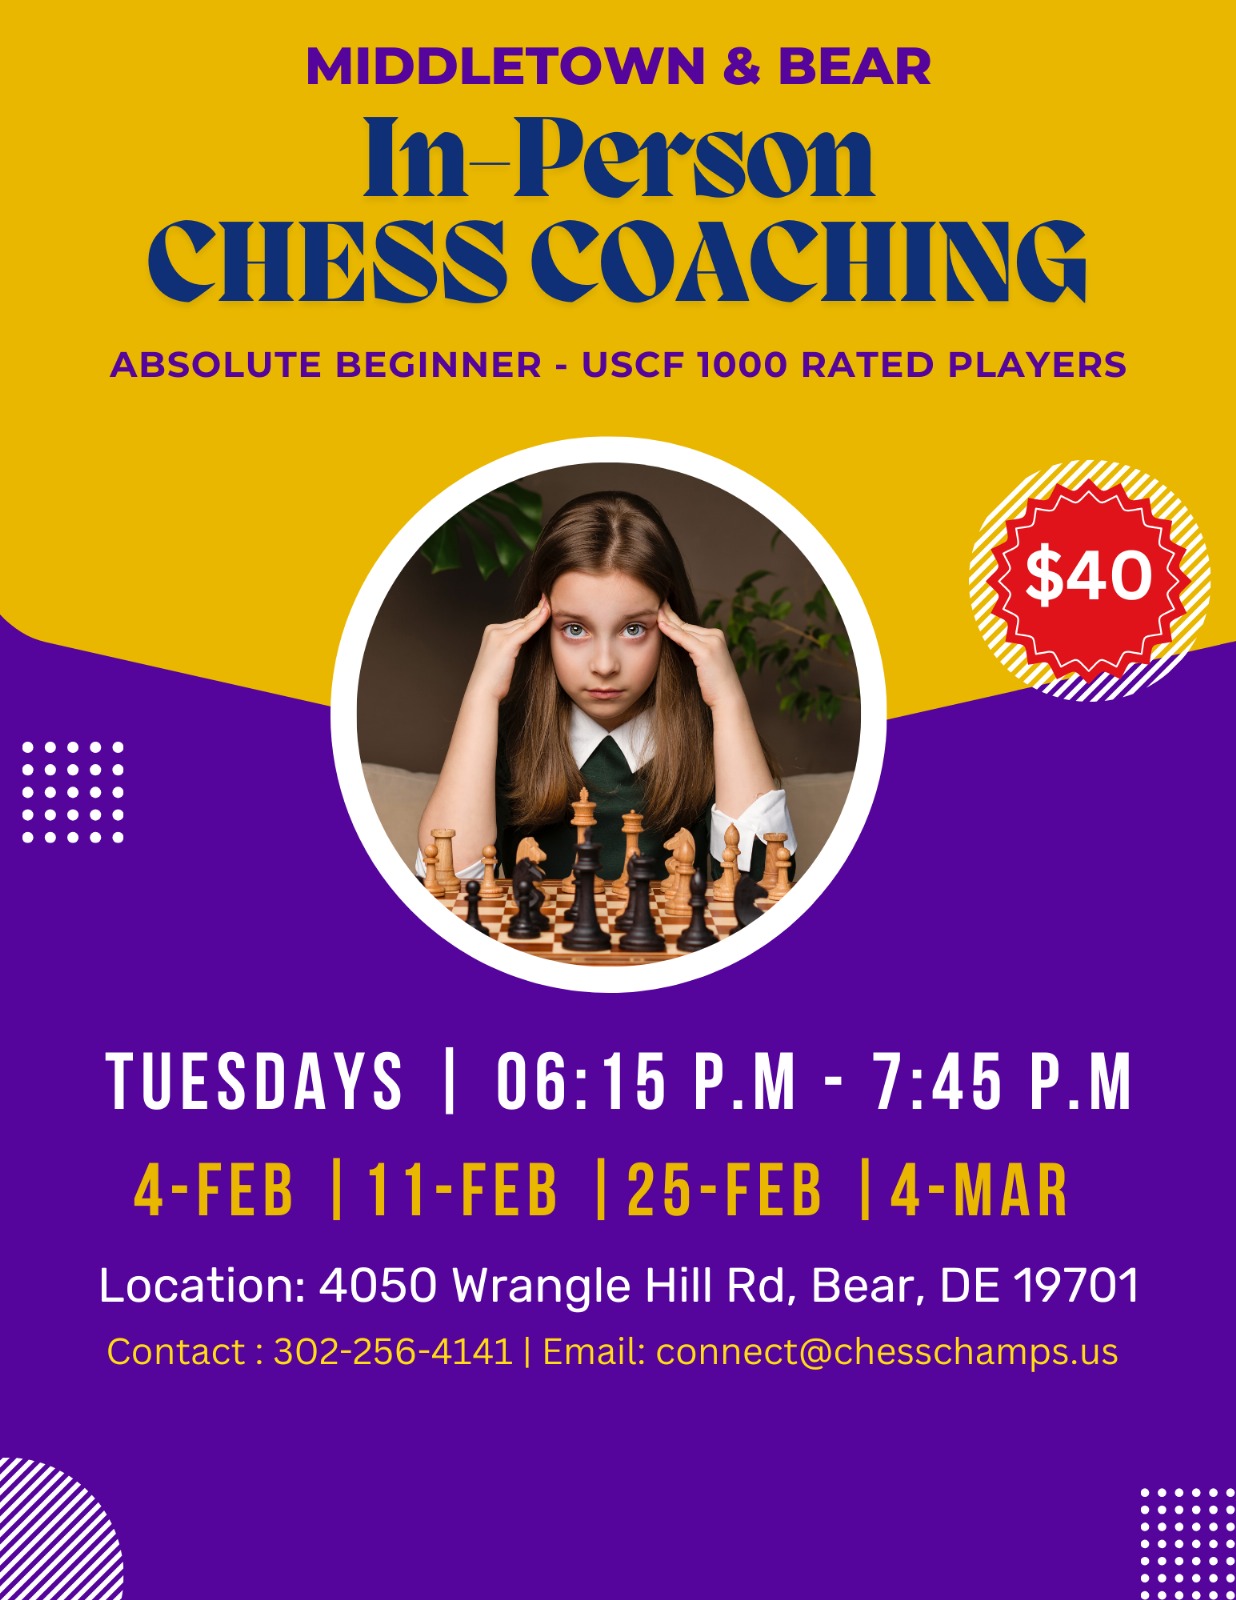 MIDDLETOWN & BEAR
In-Person
CHESS COACHING
ABSOLUTE BEGINNER - USCF 1000 RATED PLAYERS
$40
TUESDAYS | 06:15 P.M - 7:45 P.M
4-FEB | 11-FEB | 25-FEB | 4-MAR
Location: 4050 Wrangle Hill Rd, Bear, DE 19701
Contact : 302-256-4141 | Email: connect@chesschamps.us